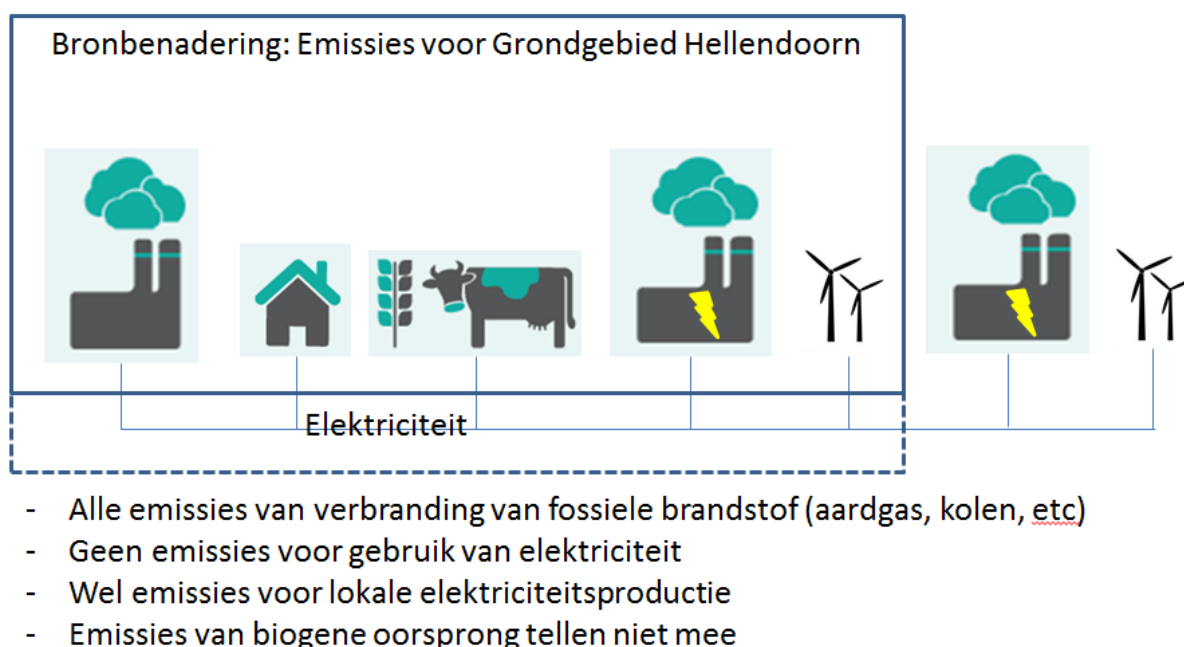 Bronbenadering: Emissies voor Grondgebied Hellendoorn
Elektriciteit
- Alle emissies van verbranding van fossiele brandstof (aardgas, kolen, etc)
- Geen emissies voor gebruik van elektriciteit
- Wel emissies voor lokale elektriciteitsproductie
- Emissies van biogene oorsprong tellen niet mee